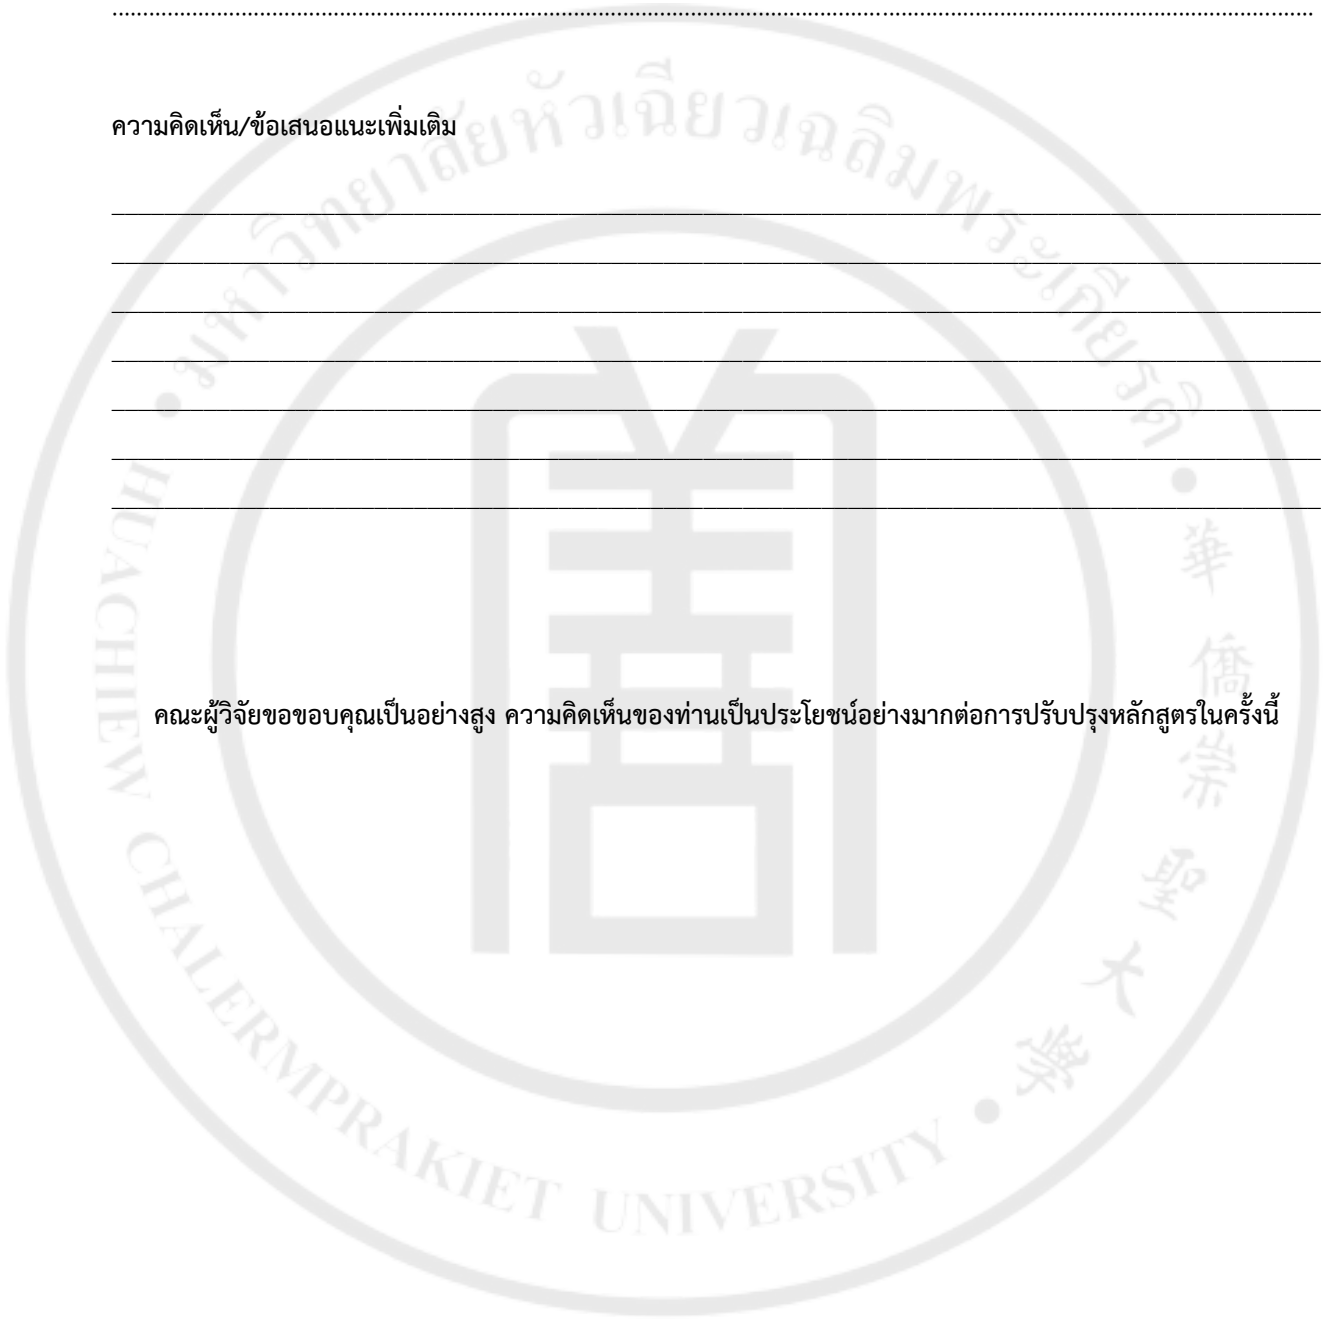 ความคิดเห็น/ข้อเสนอแนะเพิ่มเติม
คณะผู้วิจัยขอขอบคุณเป็นอย่างสูง ความคิดเห็นของท่านเป็นประโยชน์อย่างมากต่อการปรับปรุงหลักสูตรในครั้งนี้
มหาวิทยาลัยหัวเฉียวเฉลิมพระเกียรติ
華僑崇聖大學
HUACHIEW CHALERMPRAKIET UNIVERSITY